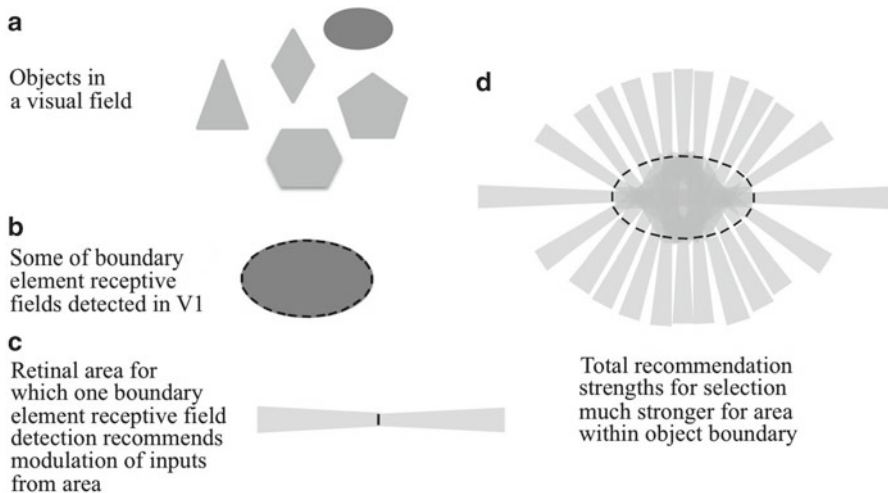 a
Objects in
a visual field
b
Some of boundary
element receptive
fields detected in V1
c
Retinal area for
which one boundary
element receptive field
detection recommends
modulation of inputs
from area
d
Total recommendation
strengths for selection
much stronger for area
within object boundary